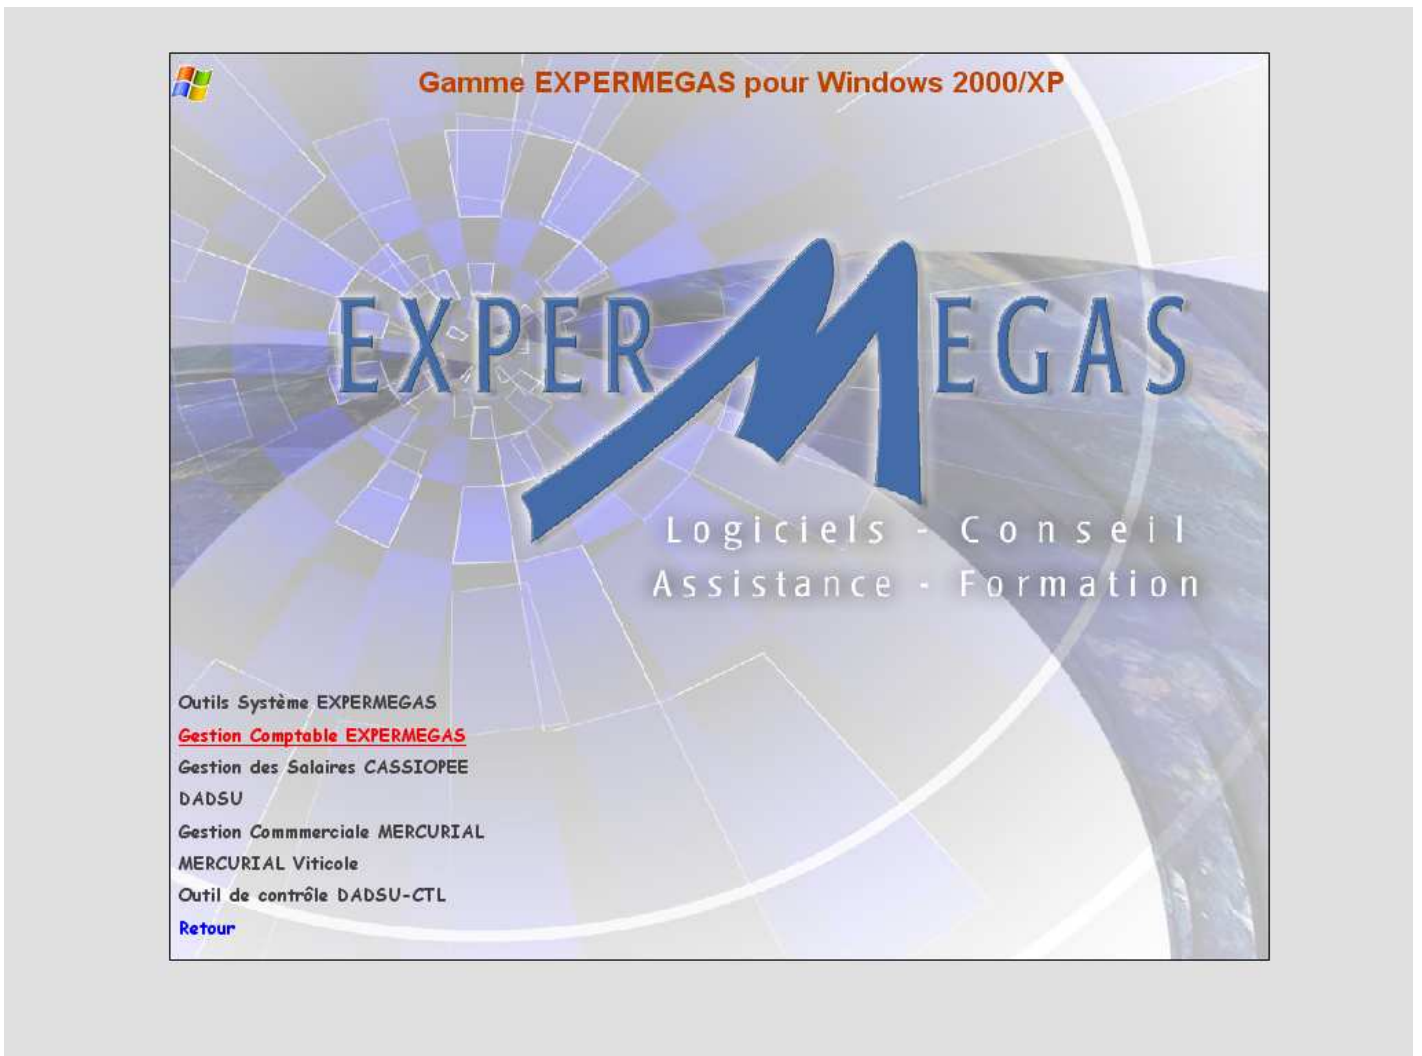 Gamme EXPERMEGAS pour Windows 2000/XP
EXPERMEGAS
Logiciels - Conseil
Assistance - Formation
Outils Système EXPERMEGAS
Gestion Comptable EXPERMEGAS
Gestion des Salaires CASSIOPEE
DADSU
Gestion Commmerciale MERCURIAL
MERCURIAL Viticole
Outil de contrôle DADSU-CTL
Retour